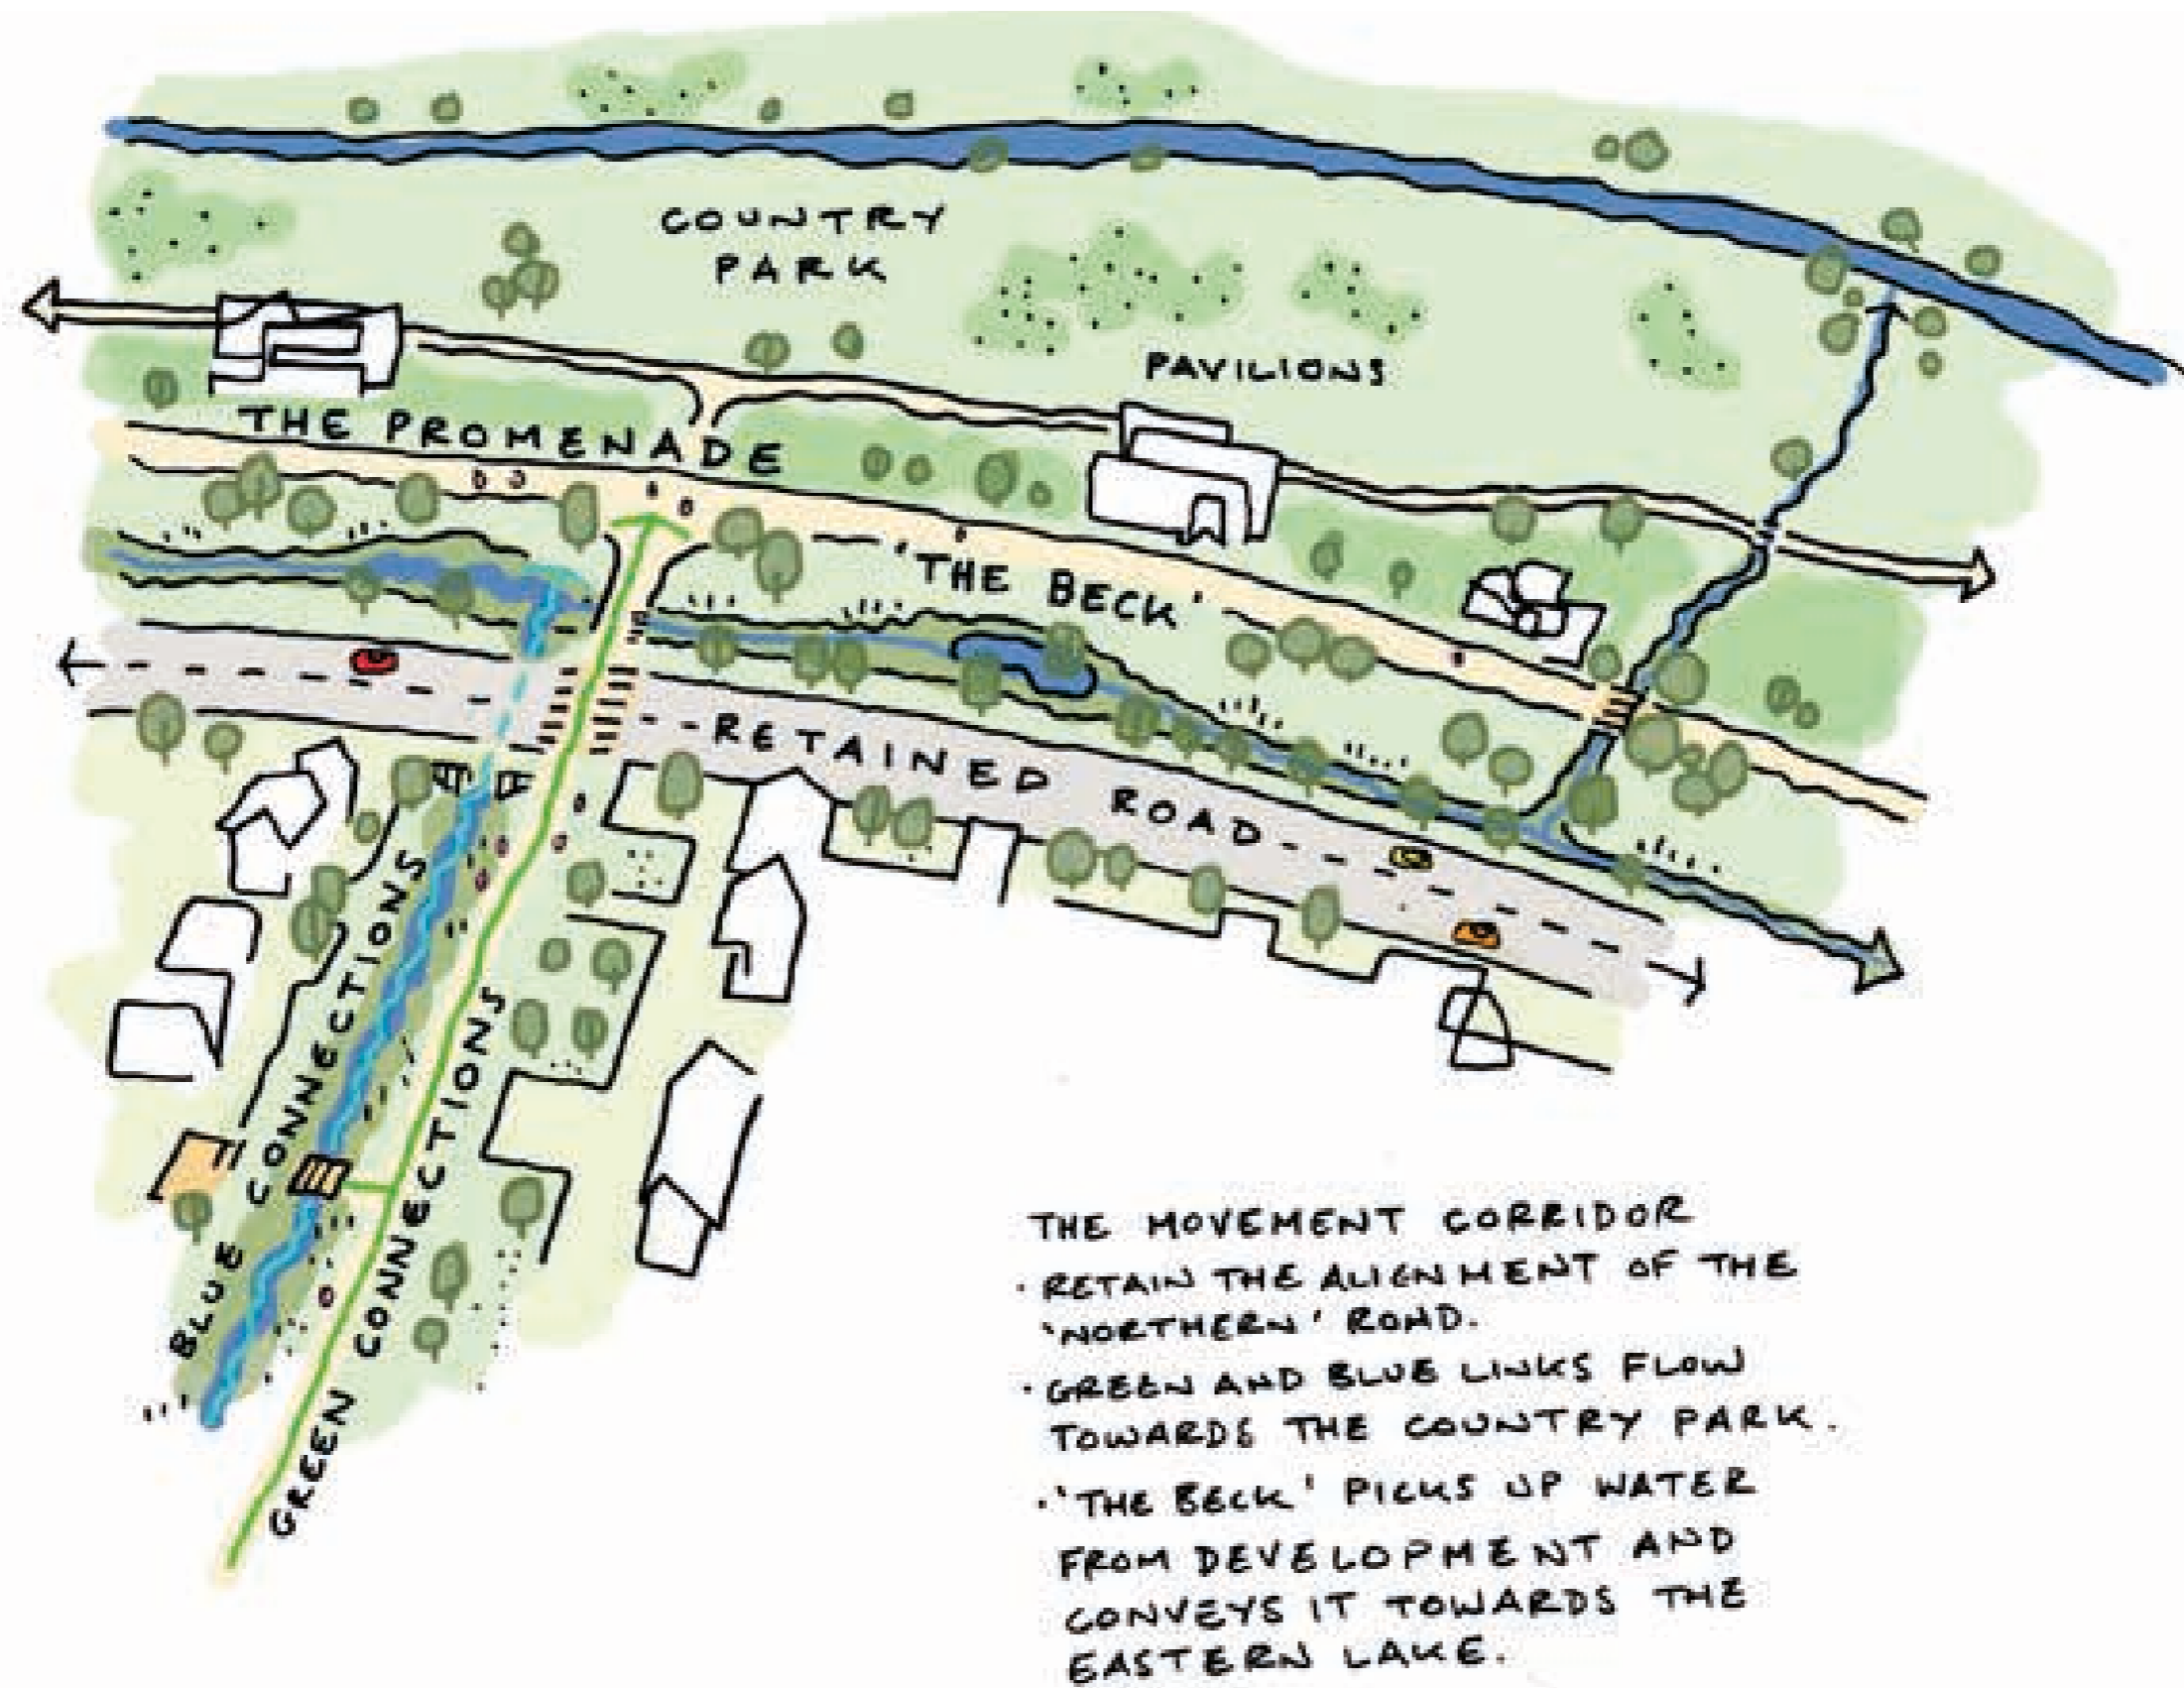 COUNTRY
PARK
PAVILIONS
THE PROMENADE
'THE BECK'
RETAINED ROAD
BLUE CONNECTIONS
GREEN CONNECTIONS
THE MOVEMENT CORRIDOR
· RETAIN THE ALIGNMENT OF THE
'NORTHERN' ROAD.
· GREEN AND BLUE LINKS FLOW
TOWARDS THE COUNTRY PARK.
· 'THE BECK' PICKS UP WATER
FROM DEVELOPMENT AND
CONVEYS IT TOWARDS THE
EASTERN LAKE.